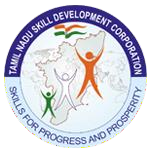 TAMIL NADU SKILL DEVELOPMENT CORPORATION
SKILLS FOR PROGRESS AND PROSPERITY